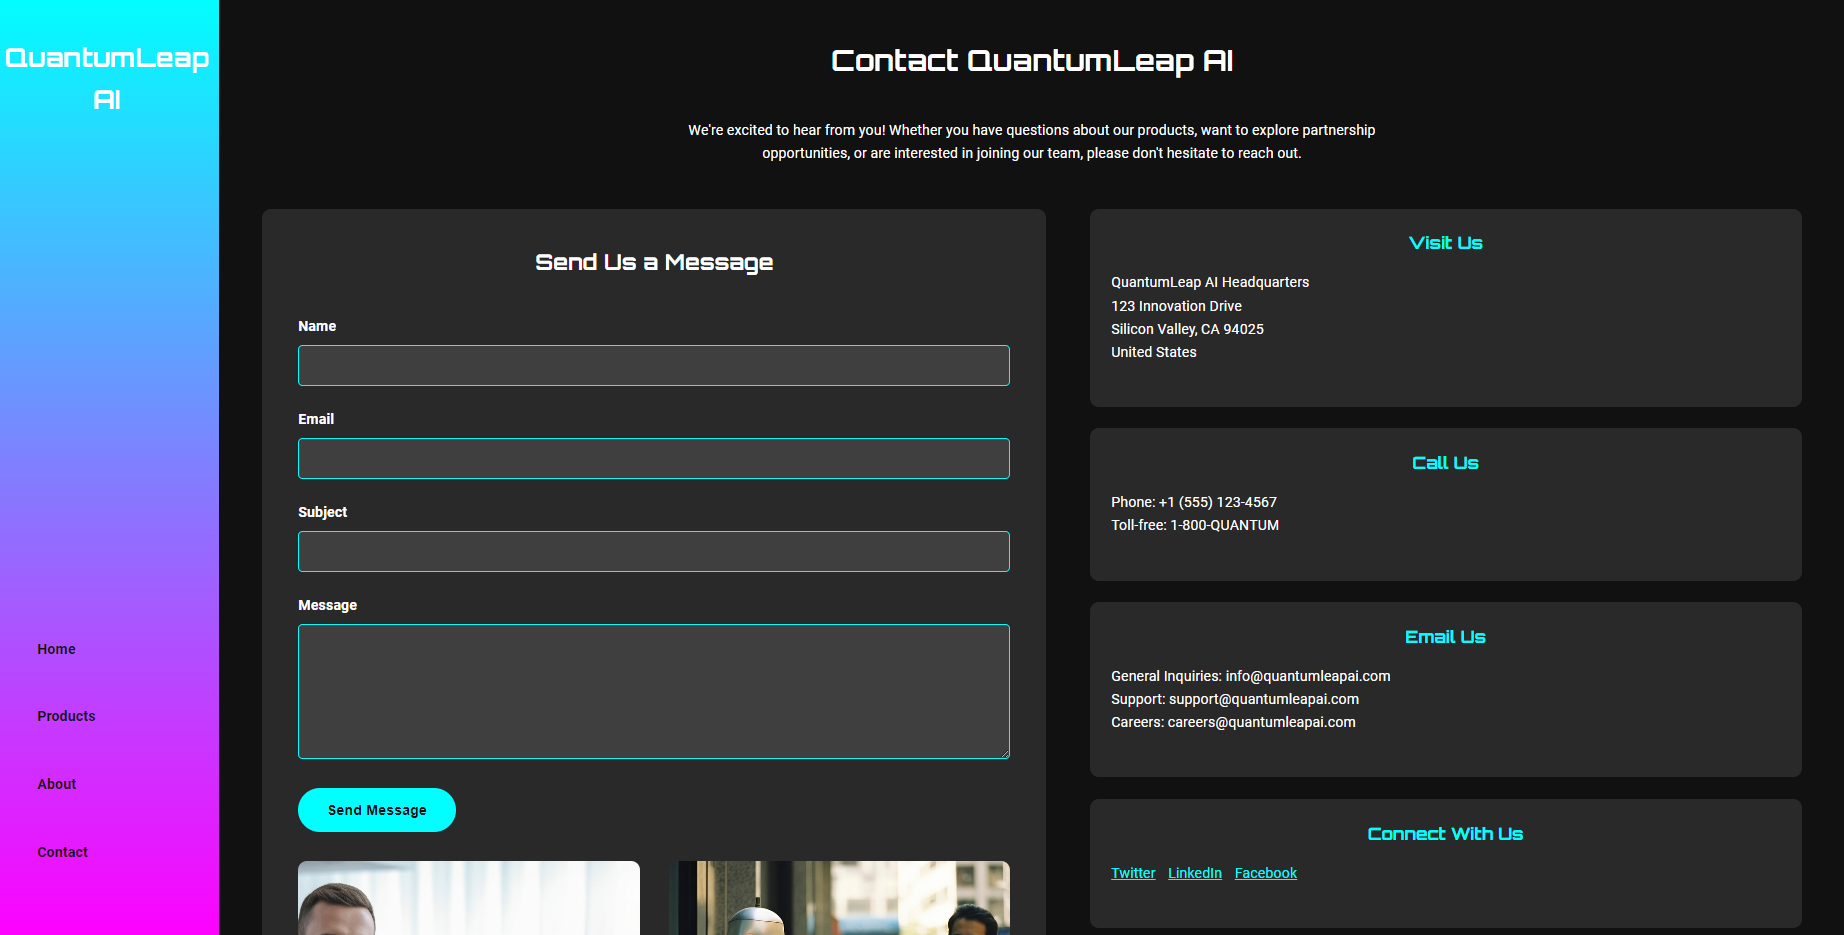 QuantumLeap
AI
Home
Products
About
Contact
Contact QuantumLeap AI
We're excited to hear from you! Whether you have questions about our products, want to explore partnership
opportunities, or are interested in joining our team, please don't hesitate to reach out.
Send Us a Message
Name
Email
Subject
Message
Send Message
Visit Us
QuantumLeap AI Headquarters
123 Innovation Drive
Silicon Valley, CA 94025
United States
Call Us
Phone: +1 (555) 123-4567
Toll-free: 1-800-QUANTUM
Email Us
General Inquiries: info@quantumleapai.com
Support: support@quantumleapai.com
Careers: careers@quantumleapai.com
Connect With Us
Twitter LinkedIn Facebook